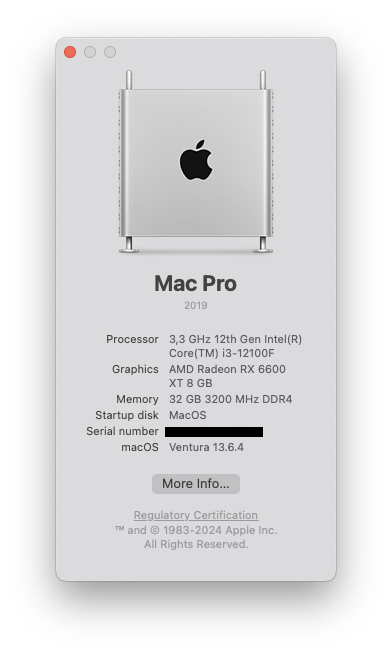 Mac Pro
2019
Processor 3,3 GHz 12th Gen Intel(R)
Core(TM) i3-12100F
Graphics AMD Radeon RX 6600
XT 8 GB
Memory 32 GB 3200 MHz DDR4
Startup disk MacOS
Serial number
macOS Ventura 13.6.4
More Info...
Regulatory Certification
™ and © 1983-2024 Apple Inc.
All Rights Reserved.